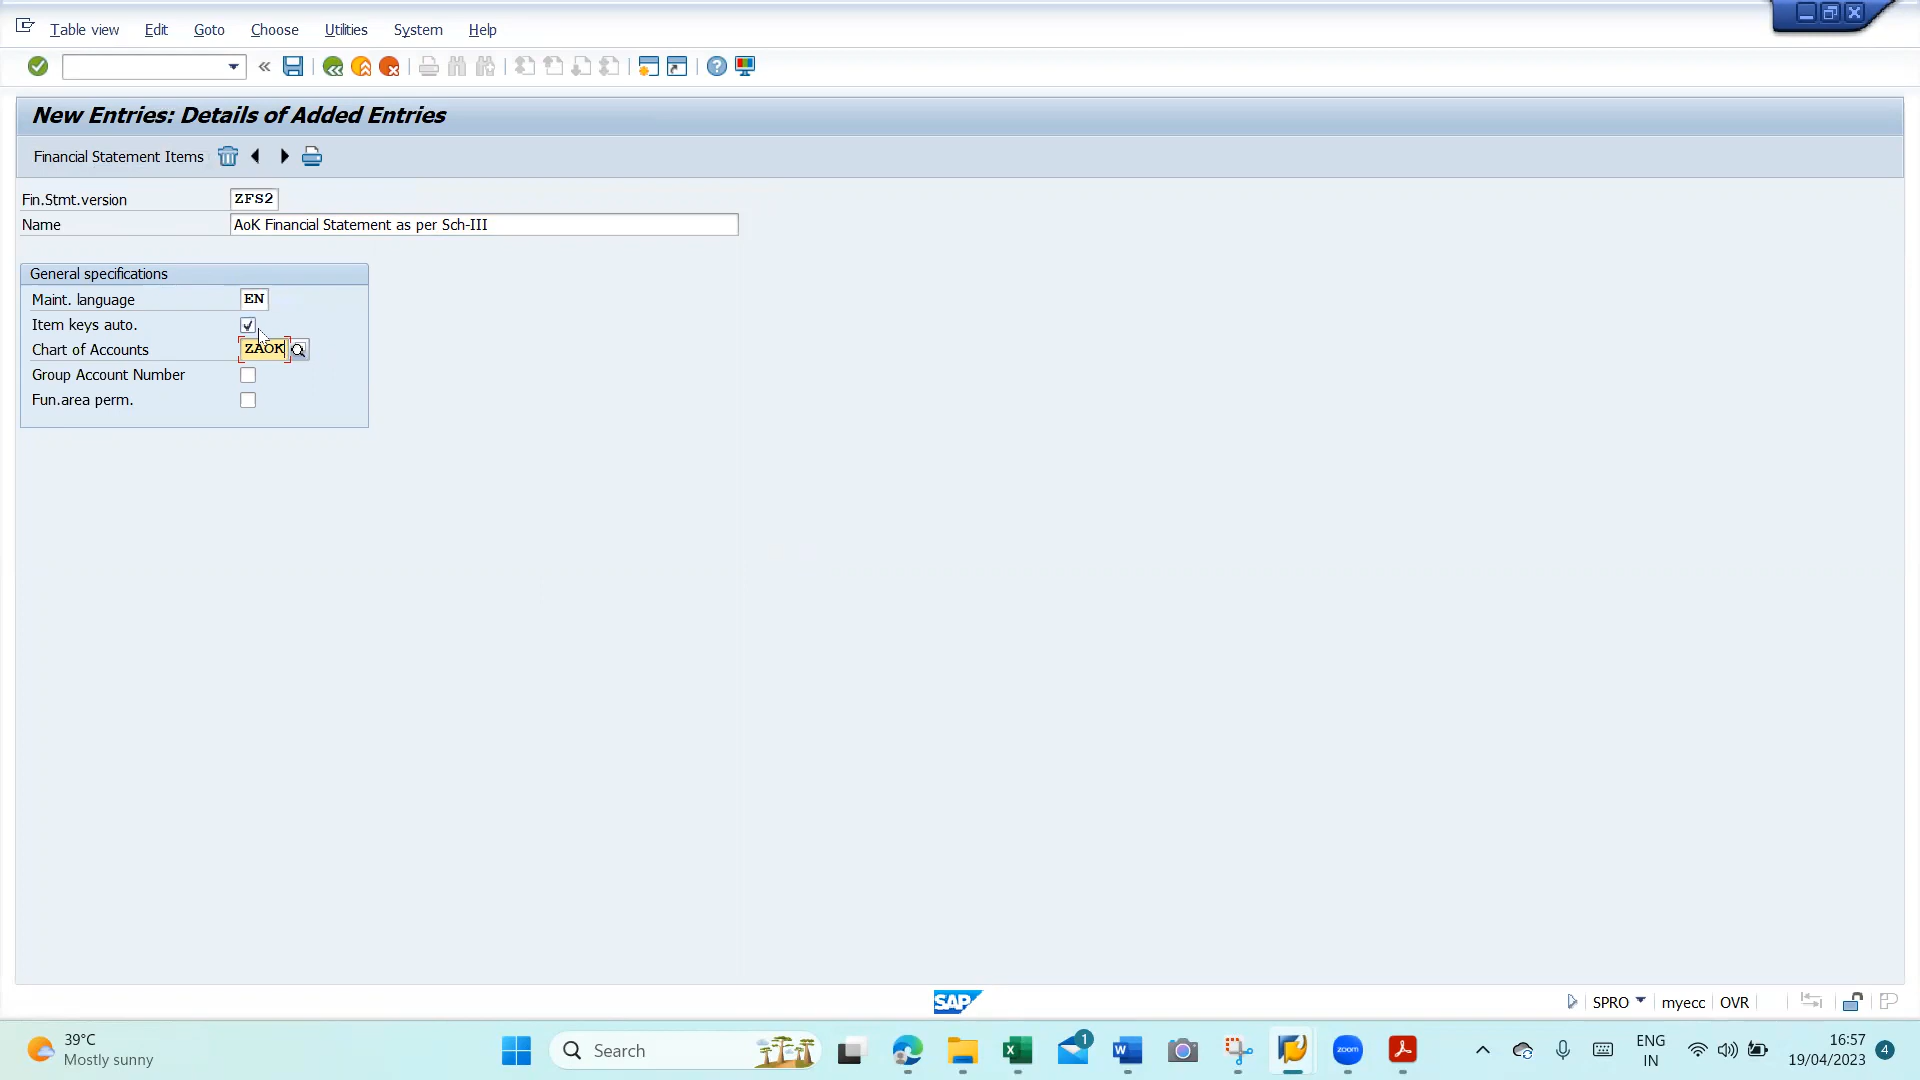 Table view Edit Goto Choose Utilities System Help
New Entries: Details of Added Entries
Financial Statement Items
Fin.Stmt.version ZFS2
Name AoK Financial Statement as per Sch-III
General specifications
Maint. language EN
Item keys auto.
Chart of Accounts ZAOK
Group Account Number
Fun.area perm.
SAP
SPRO myecc OVR
39°C
Mostly sunny
Search
1
W
zoom
ENG
IN
16:57
19/04/2023
4